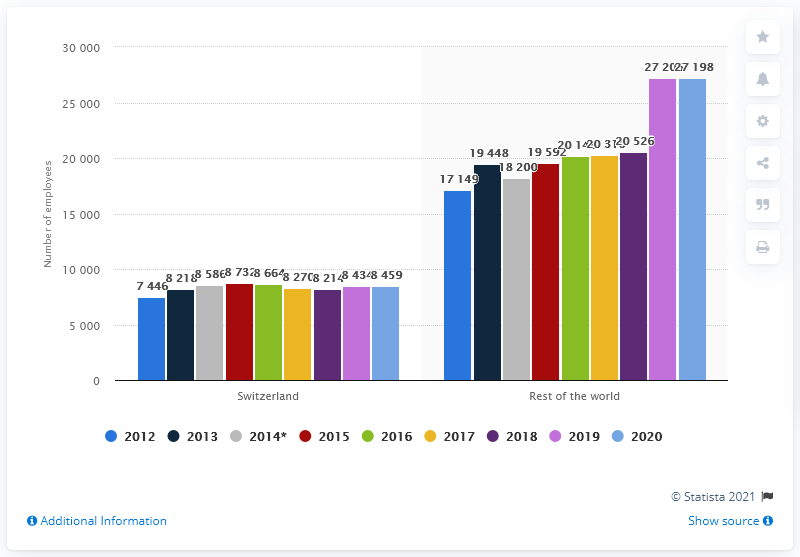 30 000
25 000
20 000
15 000
10 000
5 000
0
Number of employees
7 446 8 218 8 586 8 732 8 664 8 270 8 214 8 434 8 459
17 149 19 448 18 200 19 592 20 526 27 198
Switzerland Rest of the world
2012 2013 2014* 2015 2016 2017 2018 2019 2020
© Statista 2021
Additional Information Show source